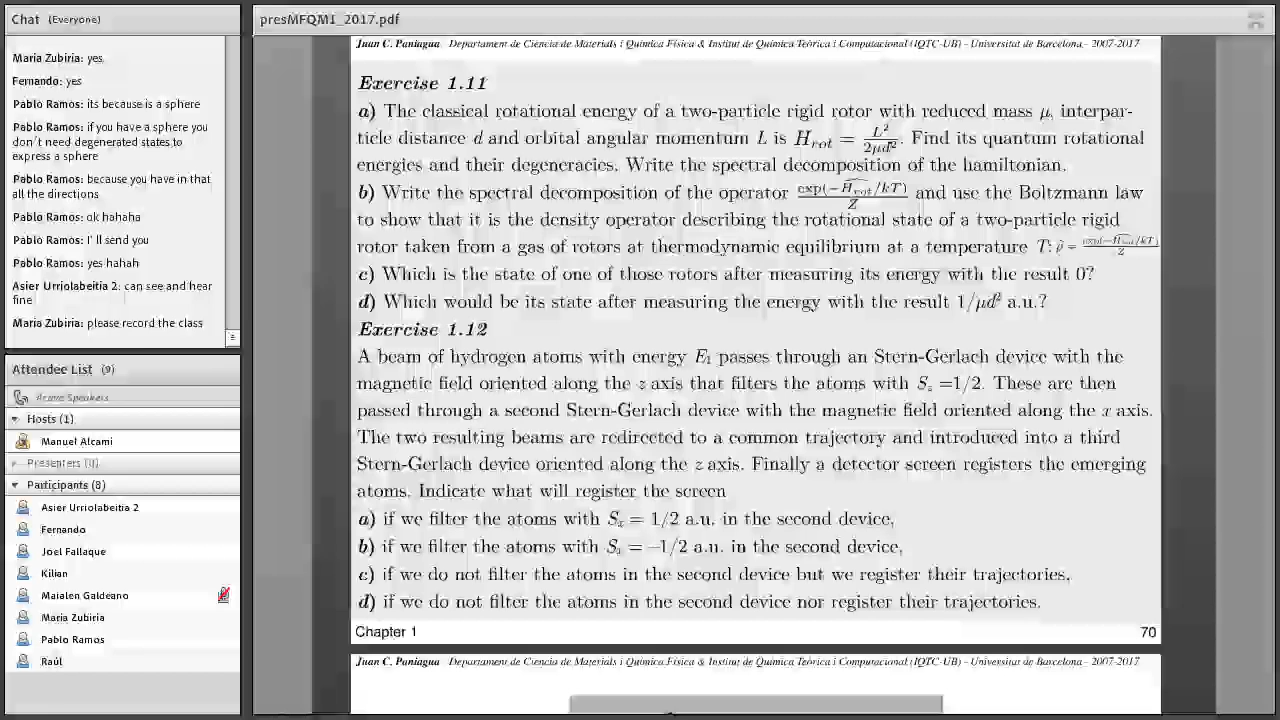 Chat (Everyone)
Maria Zubiria: yes
Fernando: yes
Pablo Ramos: its because is a sphere
Pablo Ramos: if you have a sphere you
don't need degenerated states to
express a sphere
Pablo Ramos: because you have in that
all the directions
Pablo Ramos: ok hahaha
Pablo Ramos: I' ll send you
Pablo Ramos: yes hahah
Asier Urriolabeitia 2: can see and hear
fine
Maria Zubiria: please record the class
Attendee List (9)
Active Speakers
Hosts (1)
Manuel Alcami
Presenters (0)
Participants (8)
Asier Urriolabeitia 2
Fernando
Joel Fallaque
Kilian
Maialen Galdeano
Maria Zubiria
Pablo Ramos
Raúl
presMFQM1_2017.pdf
Juan C. Paniagua Departament de Ciència de Materials i Química Física & Institut de Química Teòrica i Computacional (IQTC-UB) - Universitat de Barcelona - 2007-2017
Exercise 1.11
a) The classical rotational energy of a two-particle rigid rotor with reduced mass μ, interpar-
ticle distance d and orbital angular momentum L is H_rot = L²/2μd². Find its quantum rotational
energies and their degeneracies. Write the spectral decomposition of the hamiltonian.
b) Write the spectral decomposition of the operator exp(−Ĥ_rot/kT)/Z and use the Boltzmann law
to show that it is the density operator describing the rotational state of a two-particle rigid
rotor taken from a gas of rotors at thermodynamic equilibrium at a temperature T: ρ̂ = exp(−Ĥ_rot/kT)/Z
c) Which is the state of one of those rotors after measuring its energy with the result 0?
d) Which would be its state after measuring the energy with the result 1/μd² a.u.?
Exercise 1.12
A beam of hydrogen atoms with energy E₁ passes through an Stern-Gerlach device with the
magnetic field oriented along the z axis that filters the atoms with S_z =1/2. These are then
passed through a second Stern-Gerlach device with the magnetic field oriented along the x axis.
The two resulting beams are redirected to a common trajectory and introduced into a third
Stern-Gerlach device oriented along the z axis. Finally a detector screen registers the emerging
atoms. Indicate what will register the screen
a) if we filter the atoms with S_x = 1/2 a.u. in the second device,
b) if we filter the atoms with S_x = −1/2 a.u. in the second device,
c) if we do not filter the atoms in the second device but we register their trajectories,
d) if we do not filter the atoms in the second device nor register their trajectories.
Chapter 1
70
Juan C. Paniagua Departament de Ciència de Materials i Química Física & Institut de Química Teòrica i Computacional (IQTC-UB) - Universitat de Barcelona - 2007-2017